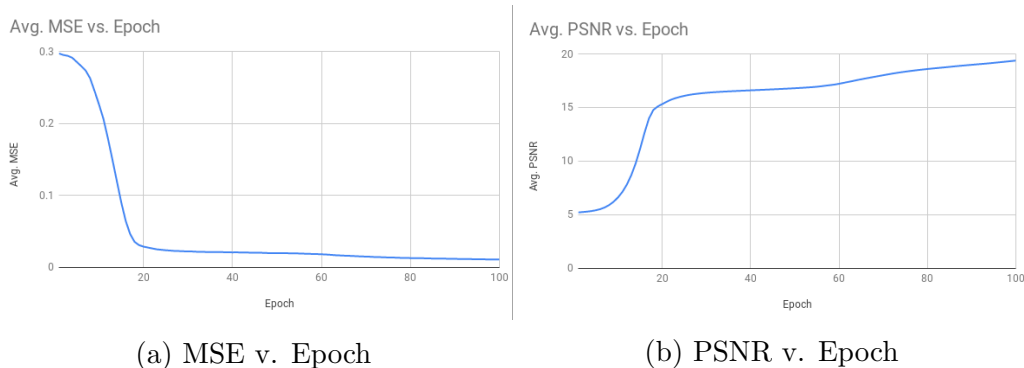 Avg. MSE vs. Epoch
0.3
0.2
0.1
0
Avg. MSE
20 40 60 80 100
Epoch
(a) MSE v. Epoch
Avg. PSNR vs. Epoch
20
15
10
5
0
Avg. PSNR
20 40 60 80 100
Epoch
(b) PSNR v. Epoch